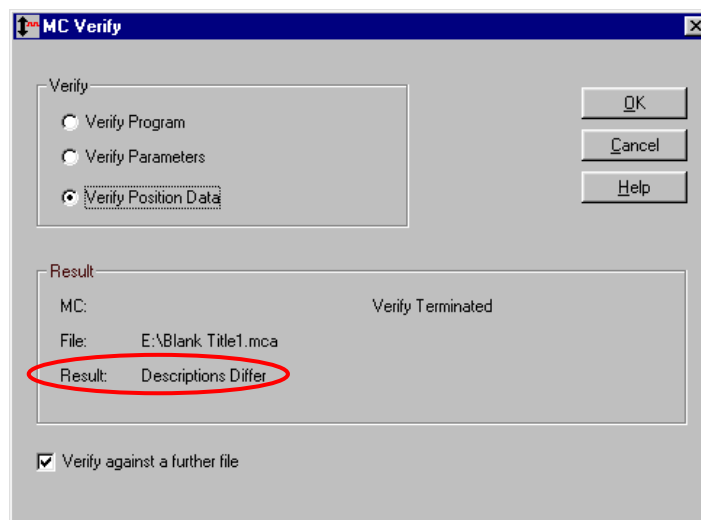 MC Verify
Verify
Verify Program
Verify Parameters
Verify Position Data
OK
Cancel
Help
Result
MC: Verify Terminated
File: E:\Blank Title1.mca
Result: Descriptions Differ
Verify against a further file